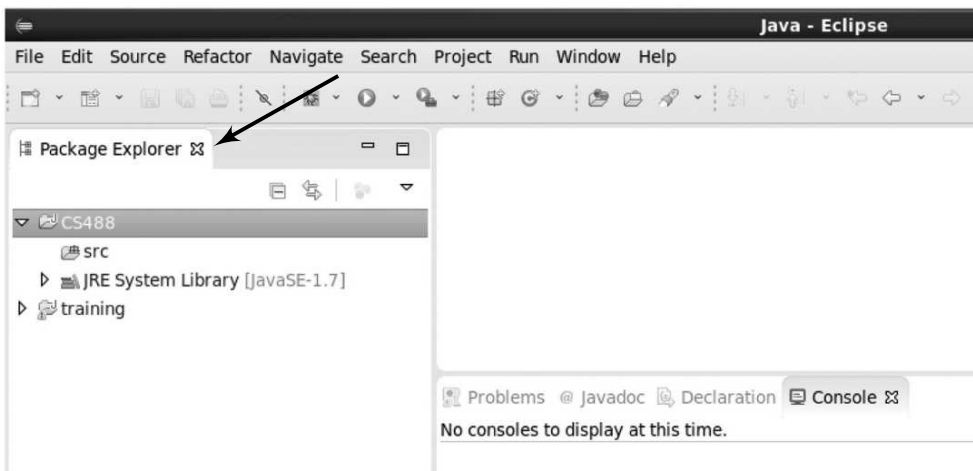 Java - Eclipse
File Edit Source Refactor Navigate Search Project Run Window Help
Package Explorer
CS488
src
JRE System Library [JavaSE-1.7]
training
Problems @ Javadoc Declaration Console
No consoles to display at this time.